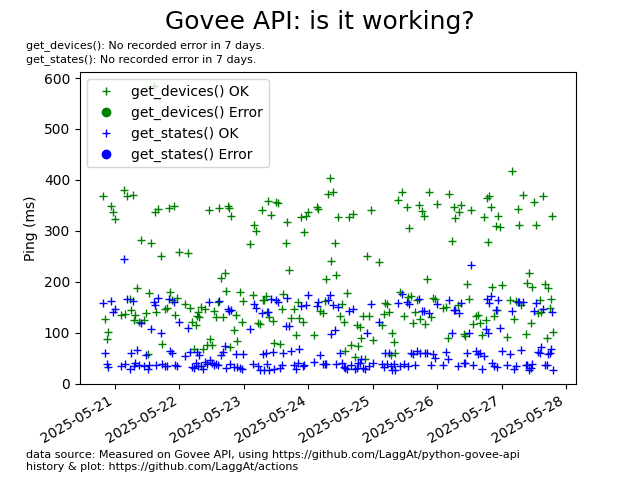 Govee API: is it working?
get_devices(): No recorded error in 7 days.
get_states(): No recorded error in 7 days.
600
500
400
300
200
100
0
Ping (ms)
get_devices() OK
get_devices() Error
get_states() OK
get_states() Error
2025-05-21
2025-05-22
2025-05-23
2025-05-24
2025-05-25
2025-05-26
2025-05-27
2025-05-28
data source: Measured on Govee API, using https://github.com/LaggAt/python-govee-api
history & plot: https://github.com/LaggAt/actions